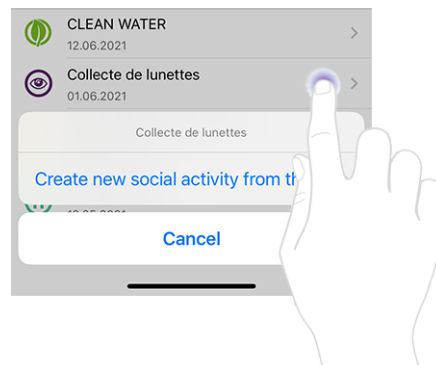 CLEAN WATER
12.06.2021
Collecte de lunettes
01.06.2021
Collecte de lunettes
Create new social activity from
Cancel